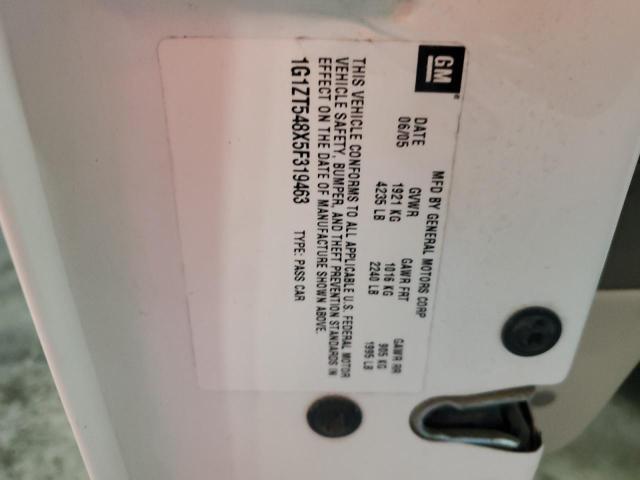 GM
MFD BY GENERAL MOTORS CORP
DATE GVWR GAWR FRT GAWR RR
06/05 1921 KG 1016 KG 905 KG
4235 LB 2240 LB 1995 LB
THIS VEHICLE CONFORMS TO ALL APPLICABLE U.S. FEDERAL MOTOR
VEHICLE SAFETY, BUMPER, AND THEFT PREVENTION STANDARDS IN
EFFECT ON THE DATE OF MANUFACTURE SHOWN ABOVE.
1G1ZT548X5F319463 TYPE: PASS CAR